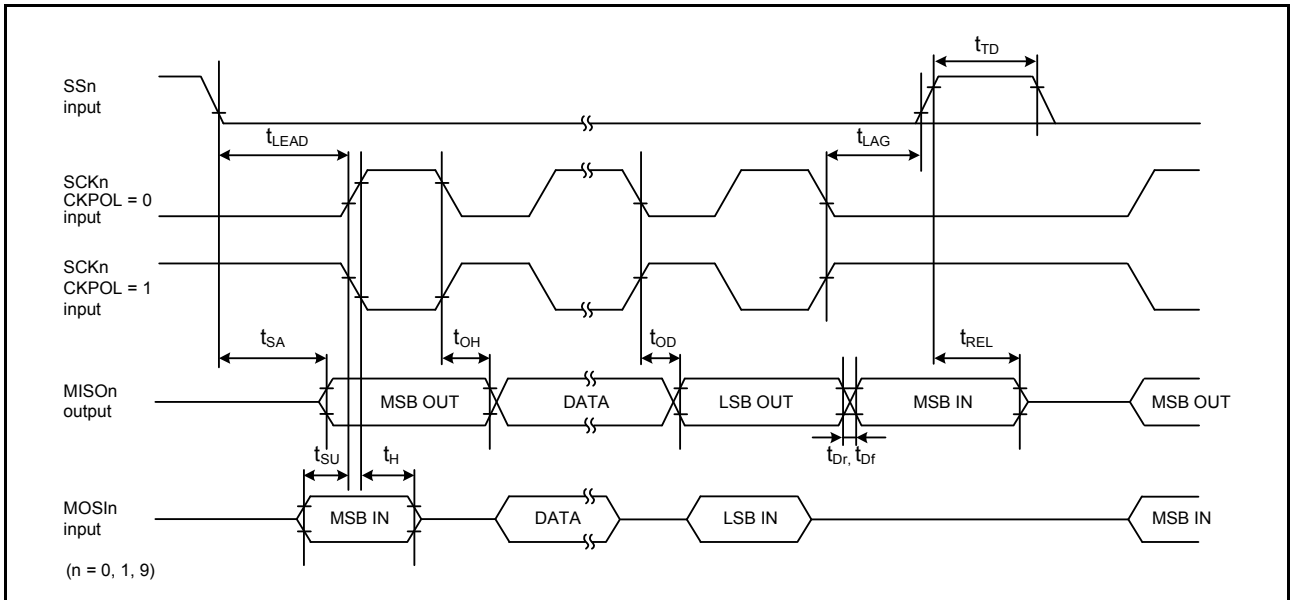 tTD
SSn
input
tLEAD
tLAG
SCKn
CKPOL = 0
input
SCKn
CKPOL = 1
input
tSA
tOH
tOD
tREL
MISOn
output
MSB OUT
DATA
LSB OUT
MSB IN
MSB OUT
tSU
tH
tDr, tDf
MOSIn
input
MSB IN
DATA
LSB IN
MSB IN
(n = 0, 1, 9)